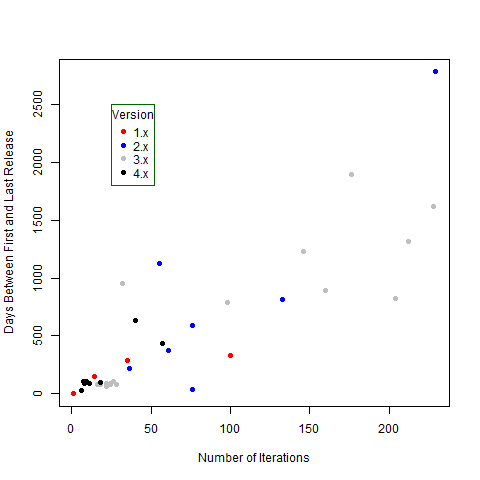 Days Between First and Last Release
2500
2000
1500
1000
500
0
Version
1.x
2.x
3.x
4.x
0 50 100 150 200
Number of Iterations